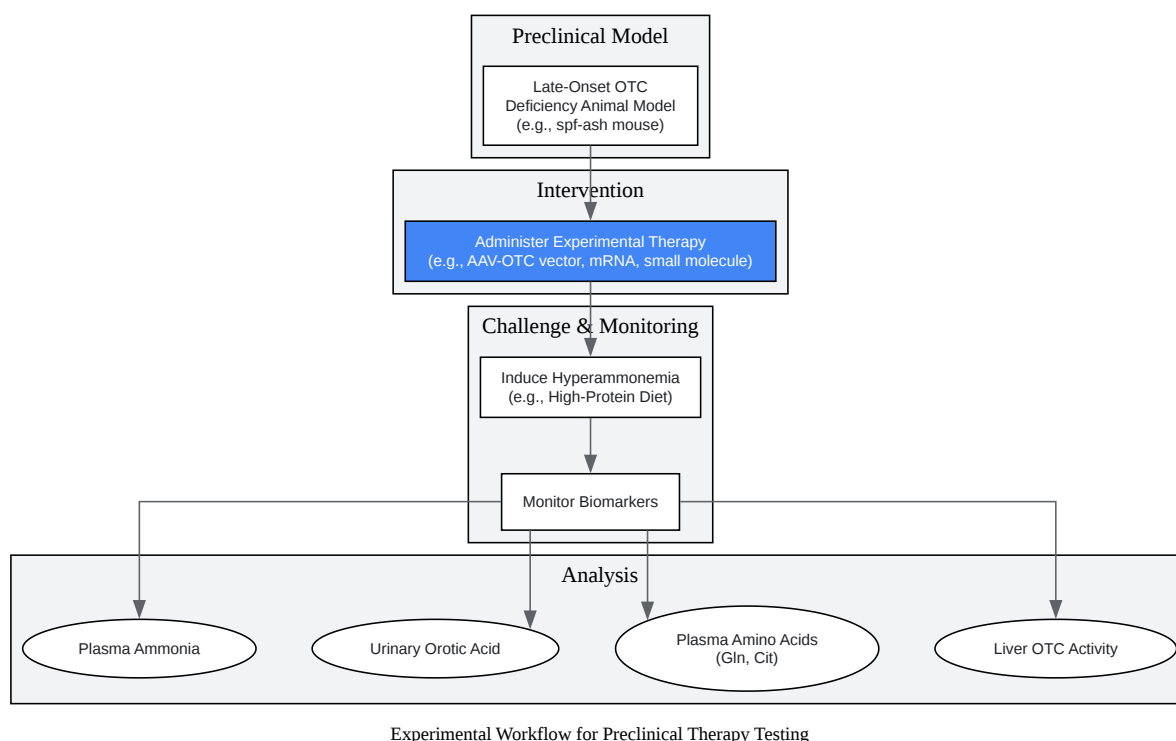 Preclinical Model
Late-Onset OTC
Deficiency Animal Model
(e.g., spf-ash mouse)
Intervention
Administer Experimental Therapy
(e.g., AAV-OTC vector, mRNA, small molecule)
Challenge & Monitoring
Induce Hyperammonemia
(e.g., High-Protein Diet)
Monitor Biomarkers
Analysis
Plasma Ammonia
Urinary Orotic Acid
Plasma Amino Acids
(Gln, Cit)
Liver OTC Activity
Experimental Workflow for Preclinical Therapy Testing